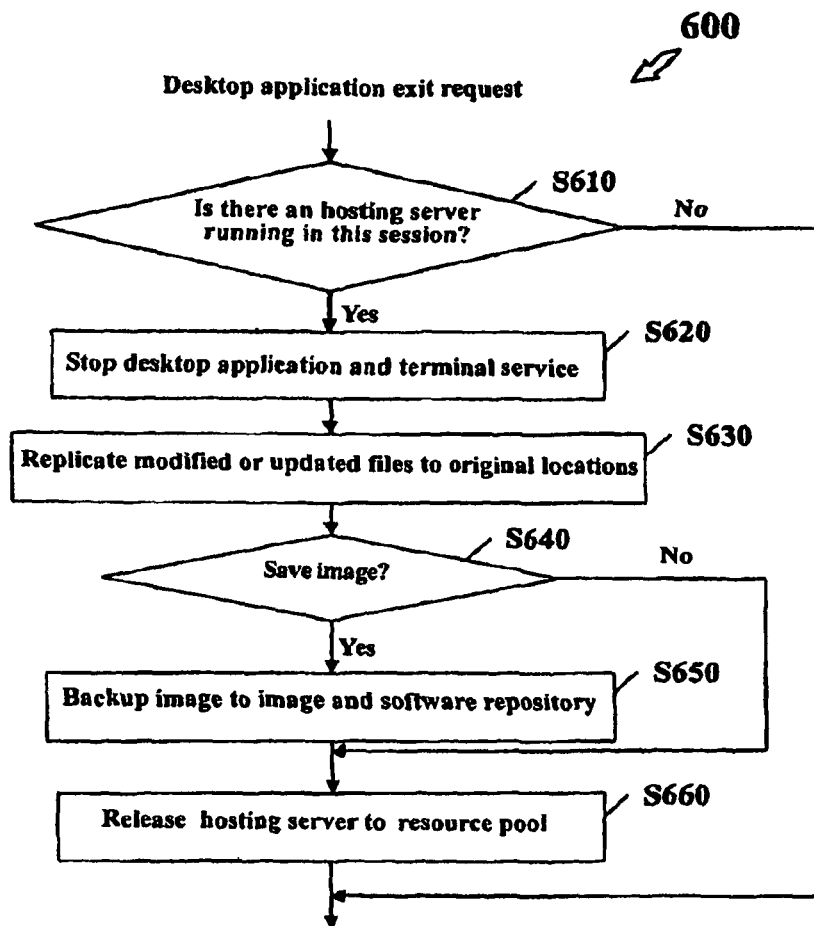 600
Desktop application exit request
S610
Is there an hosting server
running in this session?
No
Yes
S620
Stop desktop application and terminal service
S630
Replicate modified or updated files to original locations
S640
Save image?
No
Yes
S650
Backup image to image and software repository
S660
Release hosting server to resource pool